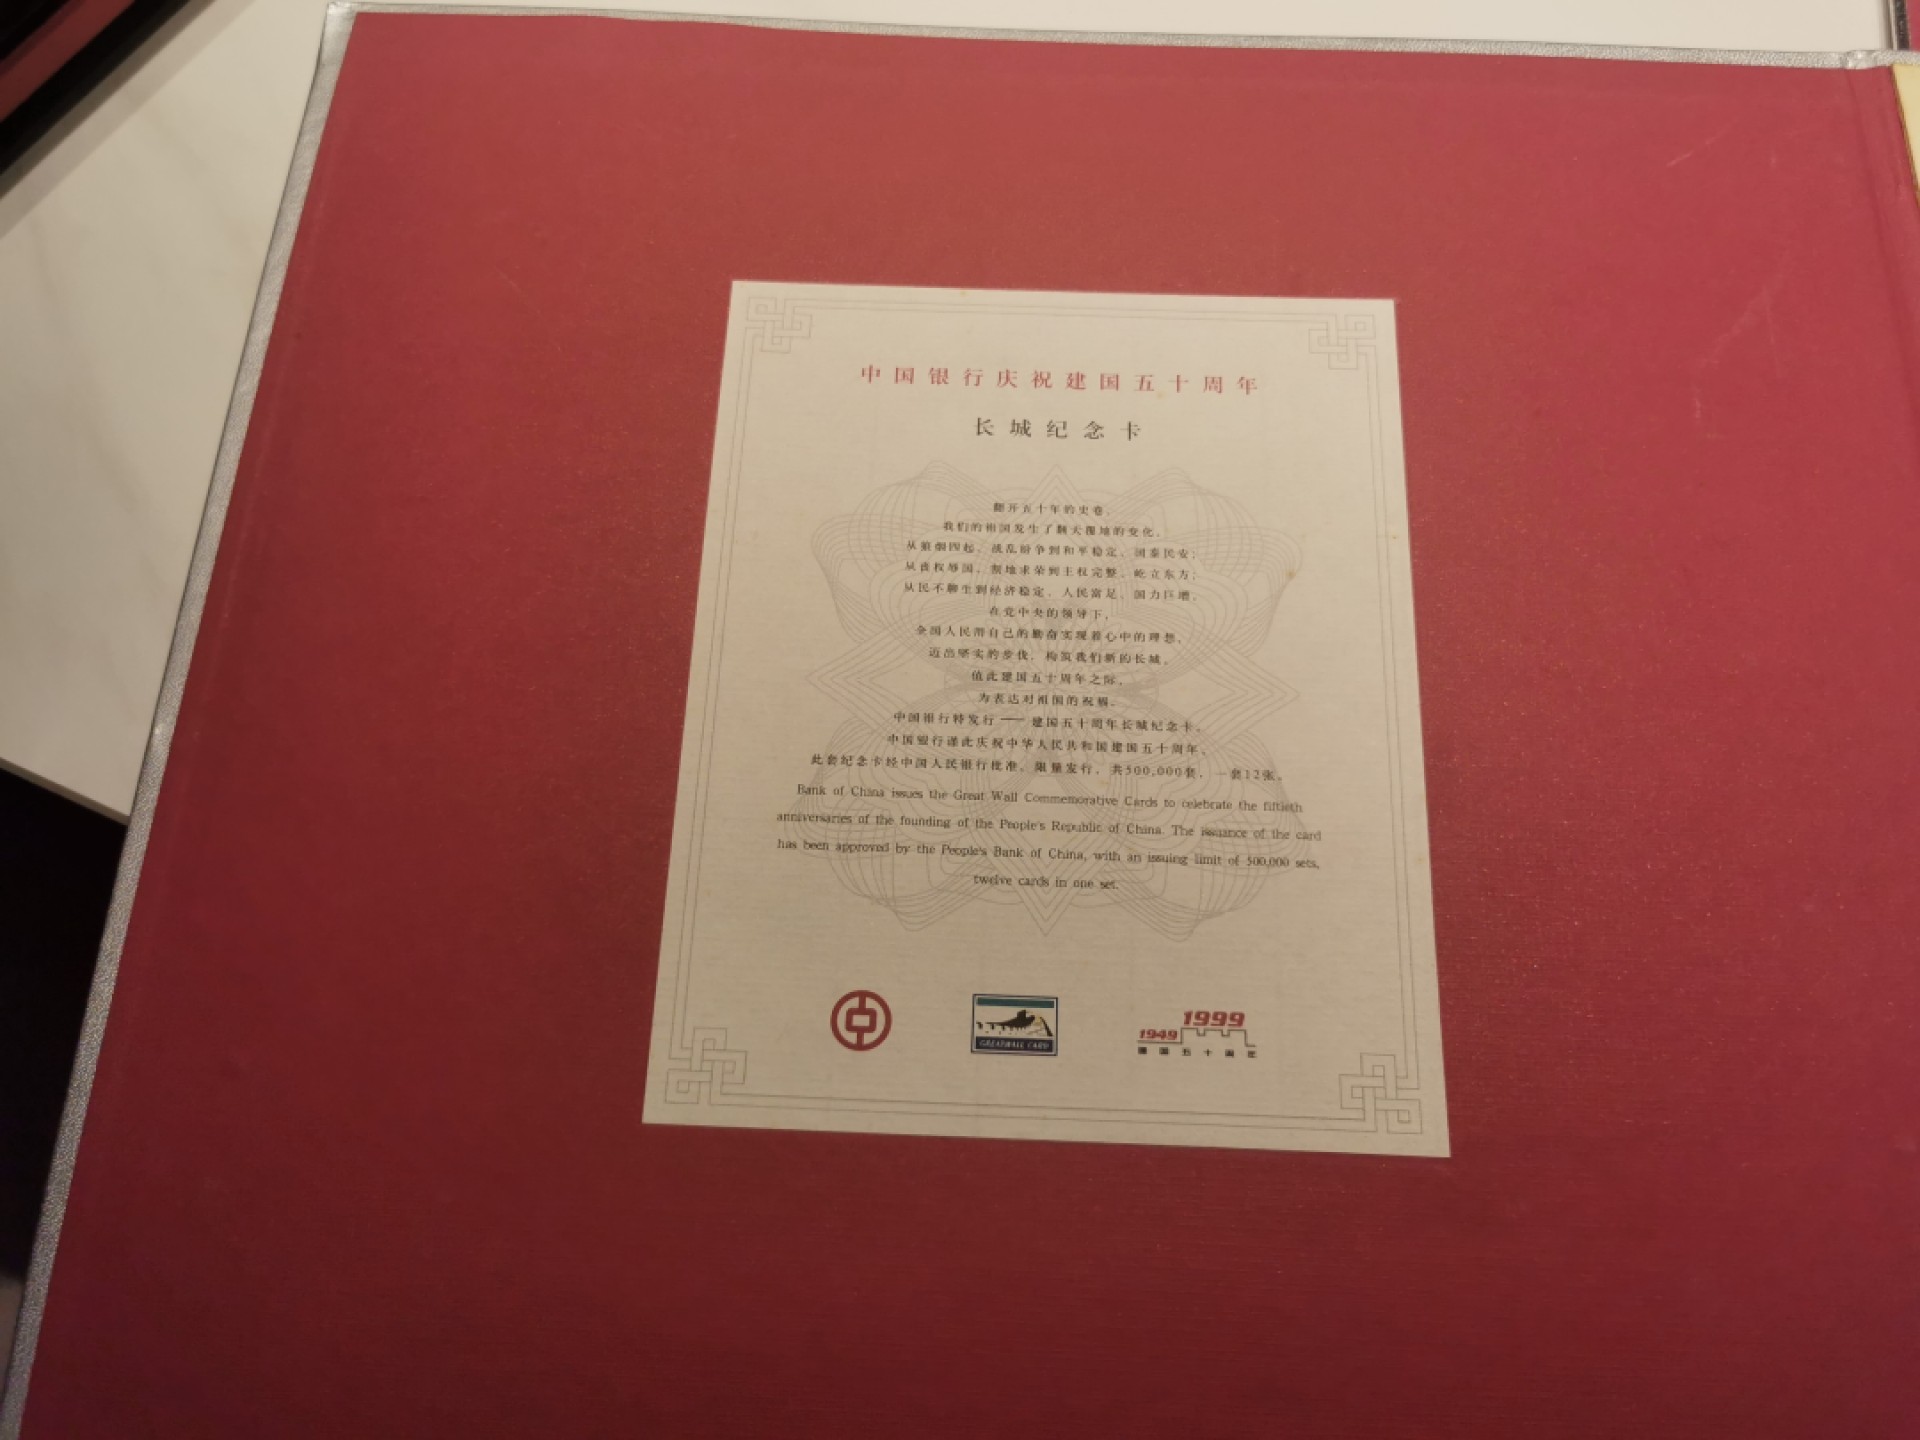 中国银行庆祝建国五十周年
长城纪念卡
翻开五十年的史卷，
我们的祖国发生了翻天覆地的变化。
从狼烟四起、战乱纷争到和平稳定、国泰民安；
从丧权辱国、割地求荣到主权完整、屹立东方；
从民不聊生到经济稳定、人民富足、国力巨增。
在党中央的领导下，
全国人民用自己的勤奋实现着心中的理想，
迈出坚实的步伐，构筑我们新的长城。
值此建国五十周年之际，
为表达对祖国的祝福，
中国银行特发行——建国五十周年长城纪念卡，
中国银行谨此庆祝中华人民共和国建国五十周年。
此套纪念卡经中国人民银行批准，限量发行，共500,000套，一套12张。
Bank of China issues the Great Wall Commemorative Cards to celebrate the fiftieth
anniversaries of the founding of the People's Republic of China. The issuance of the card
has been approved by the People's Bank of China, with an issuing limit of 500,000 sets,
twelve cards in one set.
GREATWALL CARD
1949 1999
建国五十周年